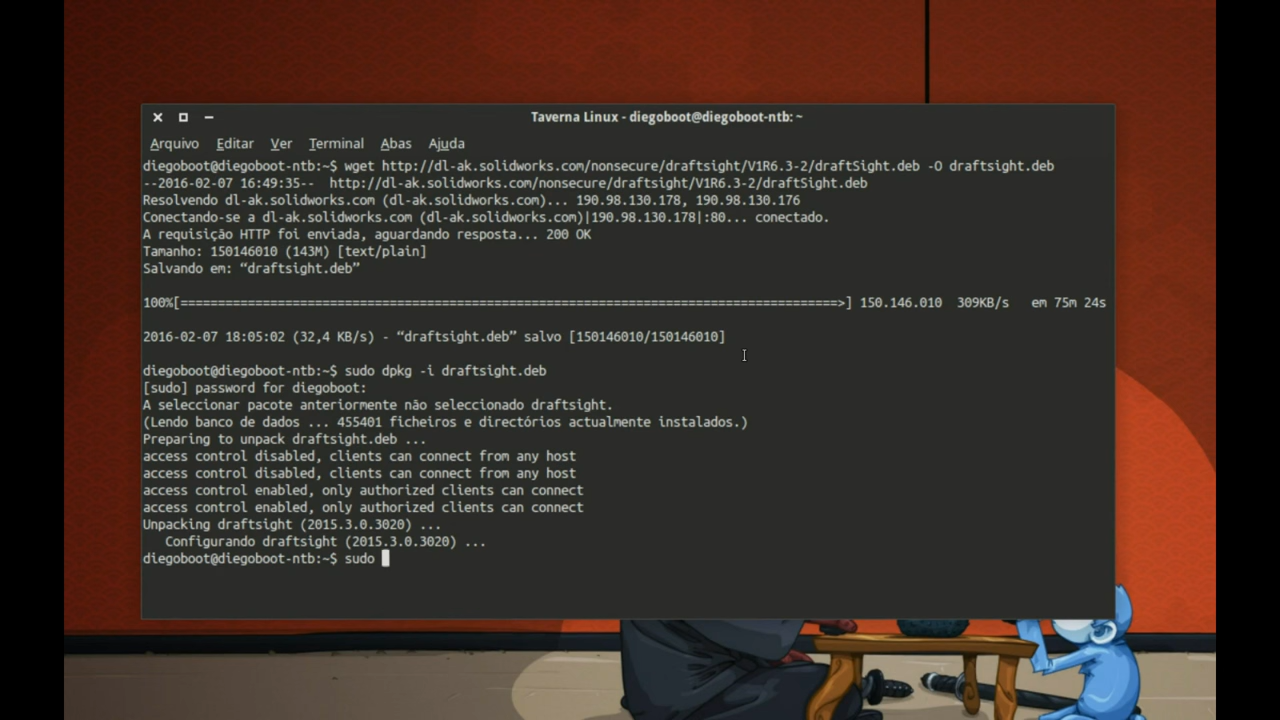 Taverna Linux - diegoboot@diegoboot-ntb: ~
Arquivo Editar Ver Terminal Abas Ajuda
diegoboot@diegoboot-ntb:~$ wget http://dl-ak.solidworks.com/nonsecure/draftsight/V1R6.3-2/draftSight.deb -O draftsight.deb
--2016-02-07 16:49:35--  http://dl-ak.solidworks.com/nonsecure/draftsight/V1R6.3-2/draftSight.deb
Resolvendo dl-ak.solidworks.com (dl-ak.solidworks.com)... 190.98.130.178, 190.98.130.176
Conectando-se a dl-ak.solidworks.com (dl-ak.solidworks.com)|190.98.130.178|:80... conectado.
A requisição HTTP foi enviada, aguardando resposta... 200 OK
Tamanho: 150146010 (143M) [text/plain]
Salvando em: “draftsight.deb”
100%[========================================================================================>] 150.146.010  309KB/s   em 75m 24s
2016-02-07 18:05:02 (32,4 KB/s) - “draftsight.deb” salvo [150146010/150146010]
diegoboot@diegoboot-ntb:~$ sudo dpkg -i draftsight.deb
[sudo] password for diegoboot:
A seleccionar pacote anteriormente não seleccionado draftsight.
(Lendo banco de dados ... 455401 ficheiros e directórios actualmente instalados.)
Preparing to unpack draftsight.deb ...
access control disabled, clients can connect from any host
access control disabled, clients can connect from any host
access control enabled, only authorized clients can connect
access control enabled, only authorized clients can connect
Unpacking draftsight (2015.3.0.3020) ...
Configurando draftsight (2015.3.0.3020) ...
diegoboot@diegoboot-ntb:~$ sudo